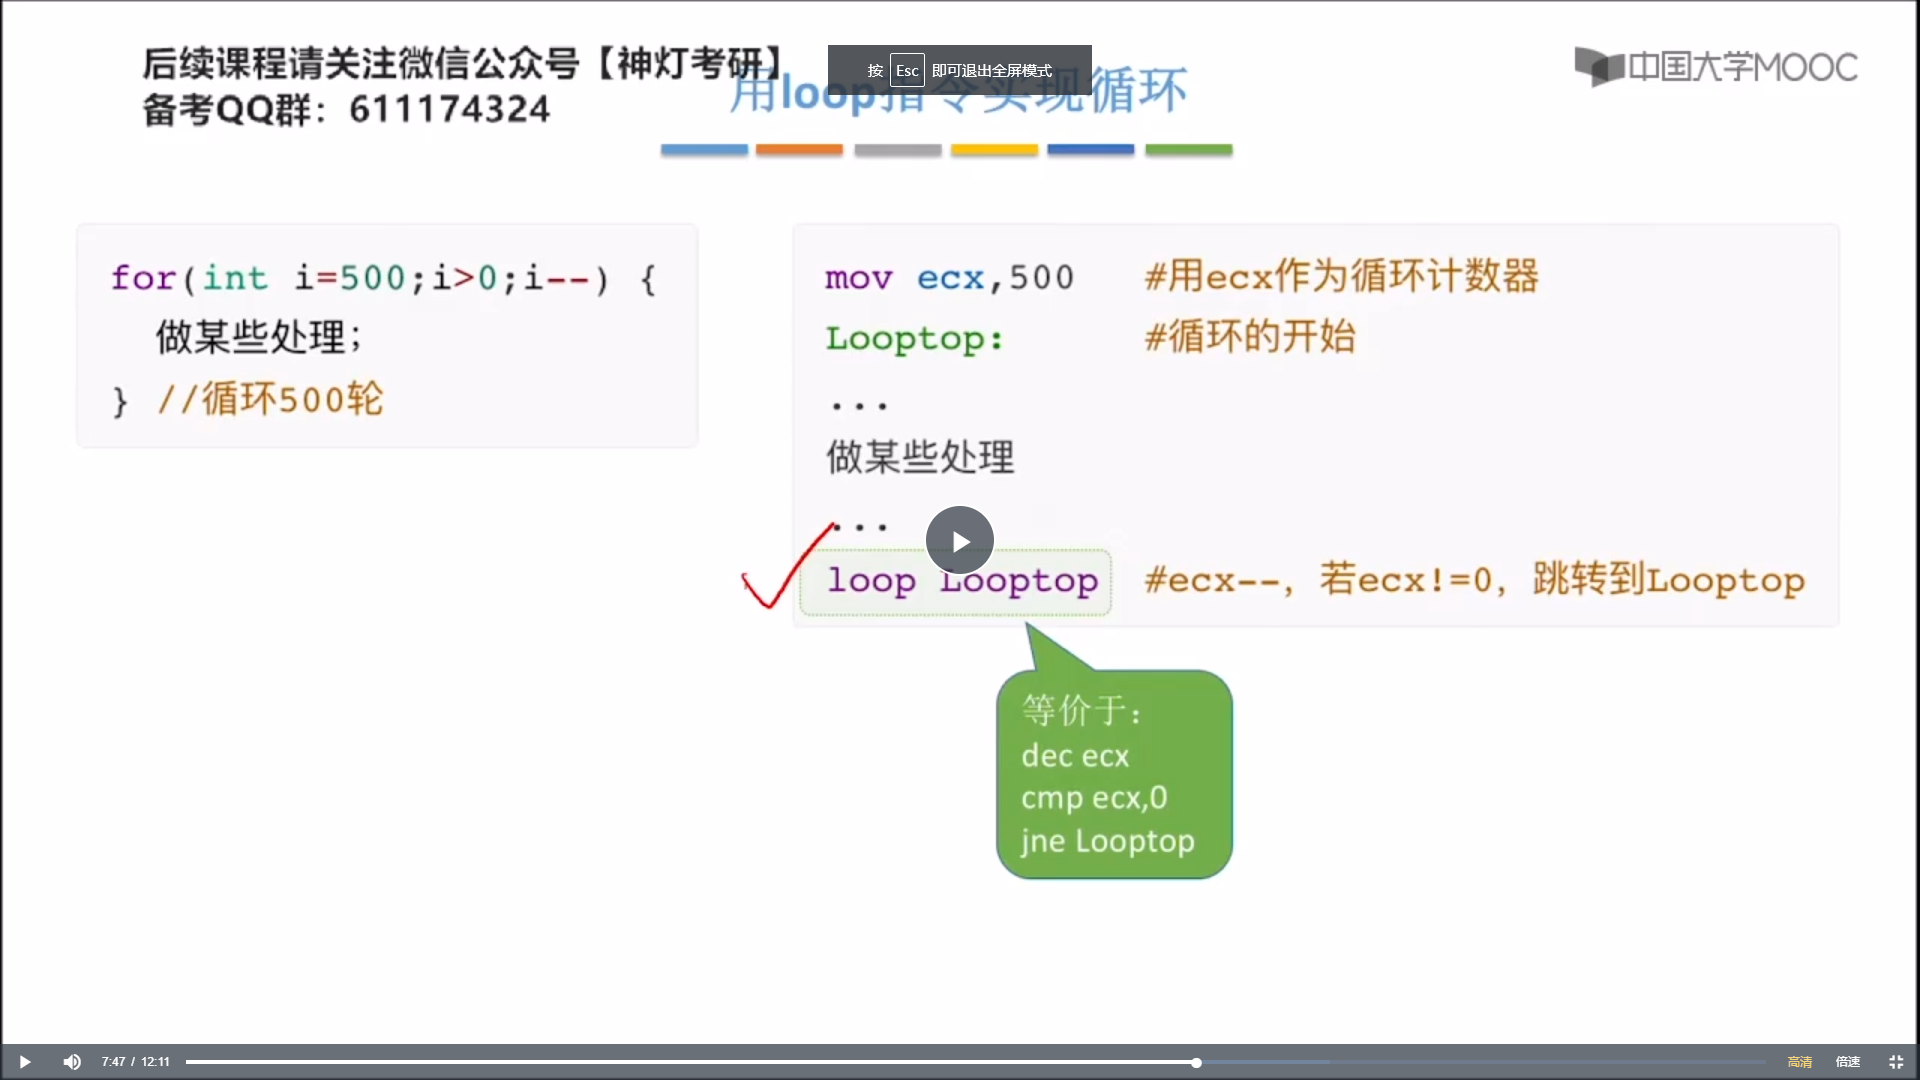 后续课程请关注微信公众号【神灯考研】
备考QQ群：611174324
按 Esc 即可退出全屏模式
用loop指令实现循环
中国大学MOOC
for(int i=500;i>0;i--) {
做某些处理;
} //循环500轮
mov ecx,500 #用ecx作为循环计数器
Looptop: #循环的开始
...
做某些处理
...
loop Looptop #ecx--, 若ecx!=0, 跳转到Looptop
等价于：
dec ecx
cmp ecx,0
jne Looptop
7:47 / 12:11 高清 倍速